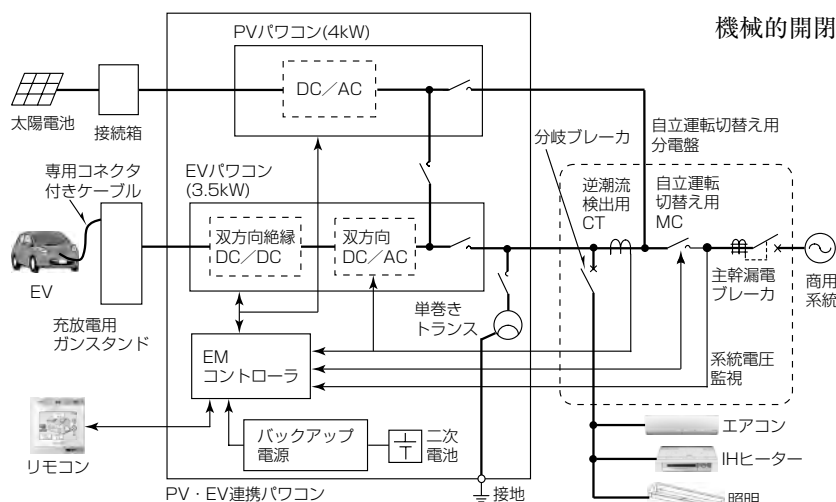 機械的開閉
PVパワコン(4kW)
DC/AC
太陽電池
接続箱
分岐ブレーカ
自立運転切替え用
分電盤
専用コネクタ
付きケーブル
EVパワコン
(3.5kW)
逆潮流
検出用
CT
自立運転
切替え用
MC
双方向絶縁
DC/DC
双方向
DC/AC
EV
主幹漏電
ブレーカ
商用
系統
充放電用
ガンスタンド
単巻き
トランス
EM
コントローラ
系統電圧
監視
リモコン
バックアップ
電源
二次
電池
エアコン
IHヒーター
照明
PV・EV連携パワコン
接地